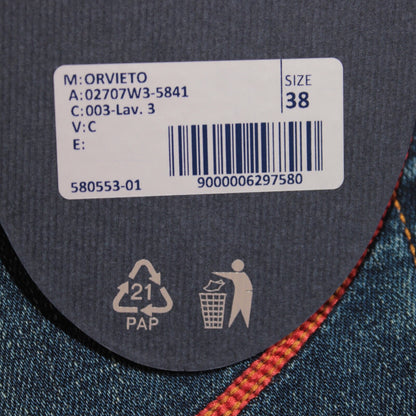 M: ORVIETO
A: 02707W3-5841
C: 003-Lav. 3
V: C
E:
580553-01
SIZE
38
9000006297580
21
PAP